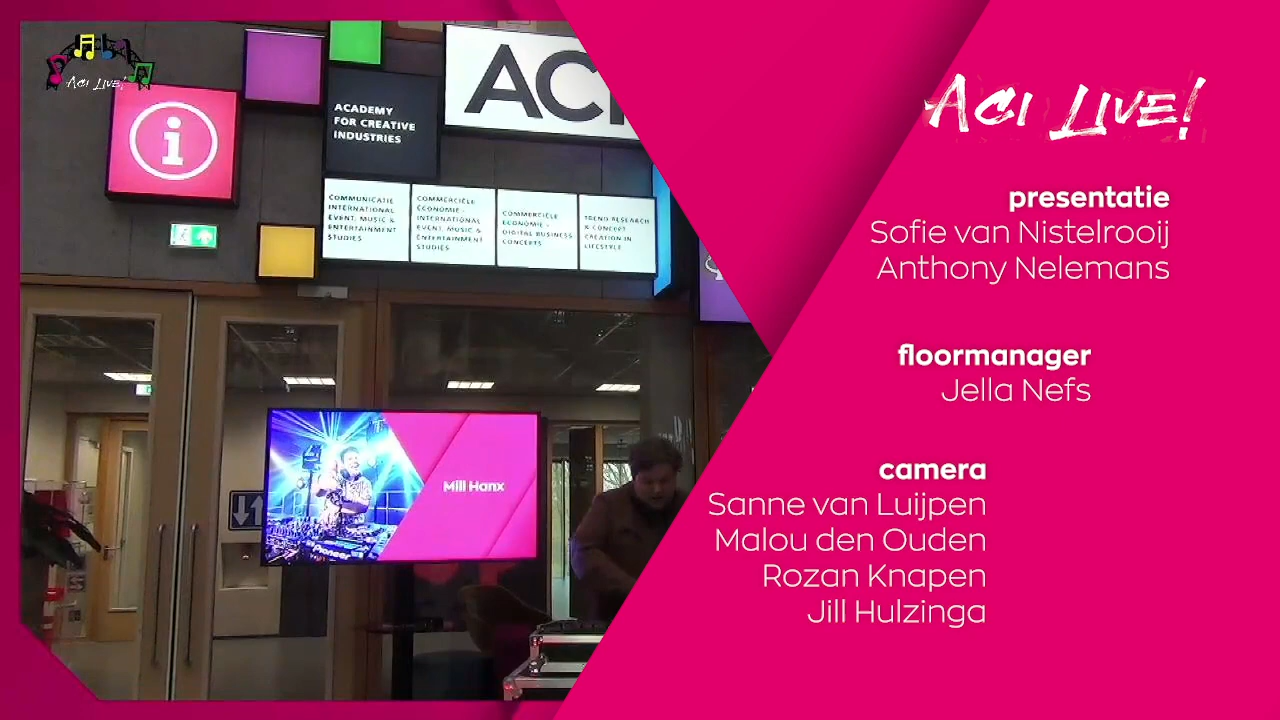 ACI LIVE!
ACI
ACADEMY
FOR CREATIVE
INDUSTRIES
COMMUNICATIE
INTERNATIONAL
EVENT, MUSIC &
ENTERTAINMENT
STUDIES
COMMERCIËLE
ECONOMIE -
INTERNATIONAL
EVENT, MUSIC &
ENTERTAINMENT
STUDIES
COMMERCIËLE
ECONOMIE -
DIGITAL BUSINESS
CONCEPTS
TREND RESEARCH
& CONCEPT
CREATION IN
LIFESTYLE
Mill Hanx
Pioneer
ACI LIVE!
presentatie
Sofie van Nistelrooij
Anthony Nelemans
floormanager
Jella Nefs
camera
Sanne van Luijpen
Malou den Ouden
Rozan Knapen
Jill Hulzinga